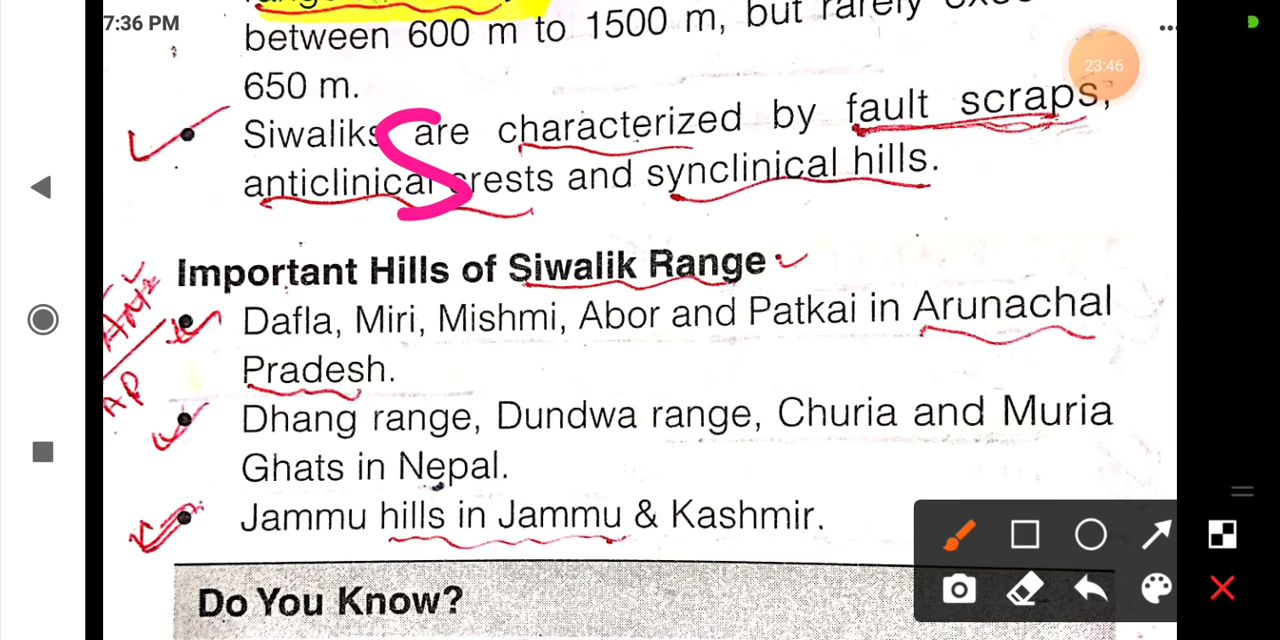 7:36 PM
between 600 m to 1500 m, but rarely
23:46
650 m.
Siwaliks are characterized by fault scraps,
anticlinical crests and synclinical hills.
Important Hills of Siwalik Range
Dafla, Miri, Mishmi, Abor and Patkai in Arunachal
Pradesh.
AP
Dhang range, Dundwa range, Churia and Muria
Ghats in Nepal.
Jammu hills in Jammu & Kashmir.
Do You Know?
S